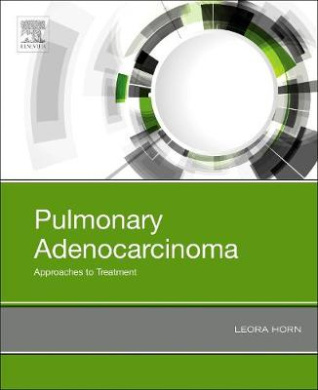 ELSEVIER
Pulmonary
Adenocarcinoma
Approaches to Treatment
LEORA HORN